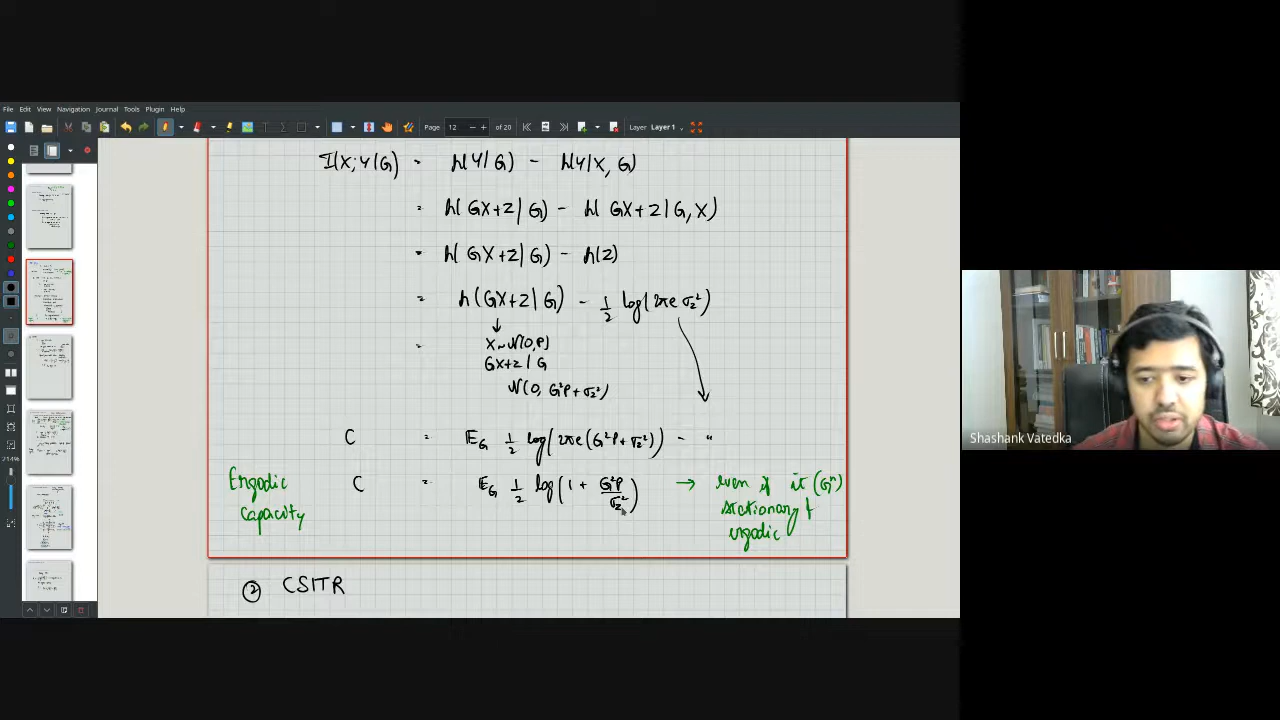 File Edit View Navigation Journal Tools Plugin Help
Page 12 of 20 Layer Layer 1
I(X;Y|G) = h(Y|G) - h(Y|X, G)
= h(GX+Z|G) - h(GX+Z|G,X)
= h(GX+Z|G) - h(Z)
= h(GX+Z|G) - 1/2 log(2πe σz²)
= X~N(0,P)
GX+Z|G
N(0, G²P+σz²)
C = E_G 1/2 log(2πe(G²P+σz²)) - "
Ergodic capacity C = E_G 1/2 log(1 + G²P/σz²) → even if it (Gⁿ)
stationary &
ergodic
② CSITR
214%
Shashank Vatedka